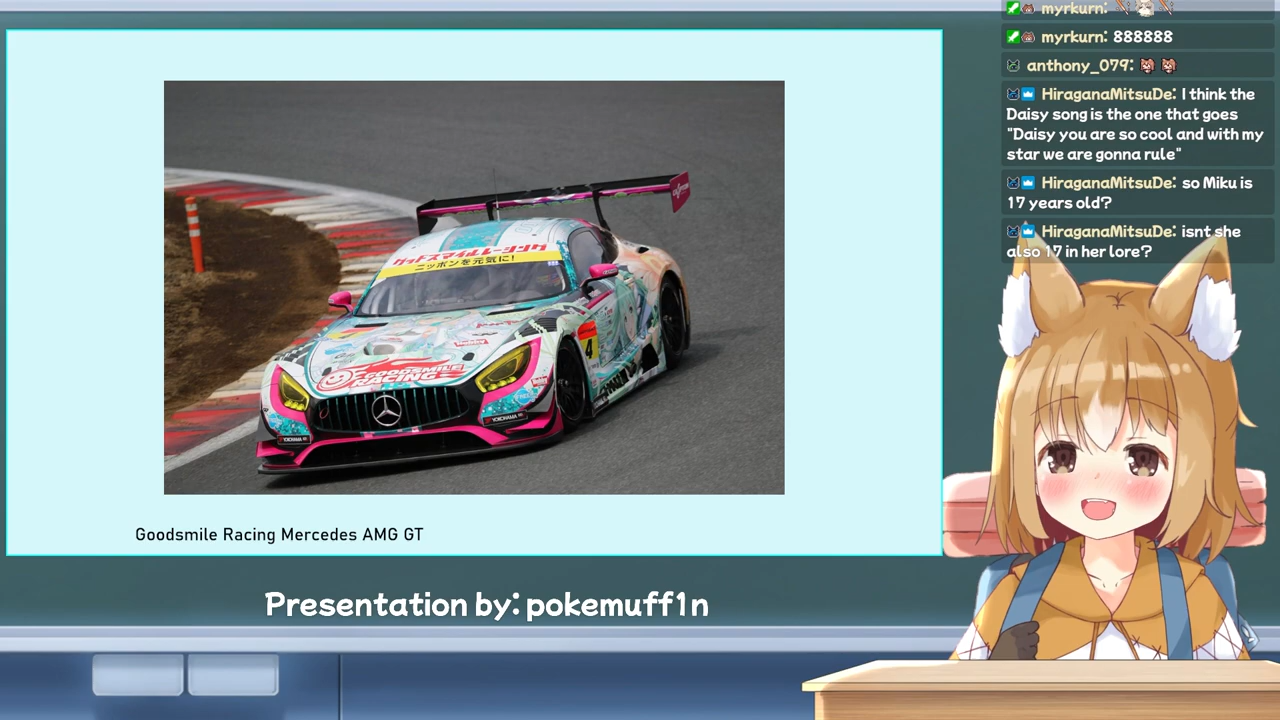 myrkurn:
myrkurn: 888888
anthony_079:
HiraganaMitsuDe: I think the
Daisy song is the one that goes
"Daisy you are so cool and with my
star we are gonna rule"
HiraganaMitsuDe: so Miku is
17 years old?
HiraganaMitsuDe: isnt she
also 17 in her lore?
グッドスマイルレーシング
ニッポンを元気に!
GOODSMILE
RACING
4
YOKOHAMA
YOKOHAMA
Goodsmile Racing Mercedes AMG GT
Presentation by: pokemuff1n